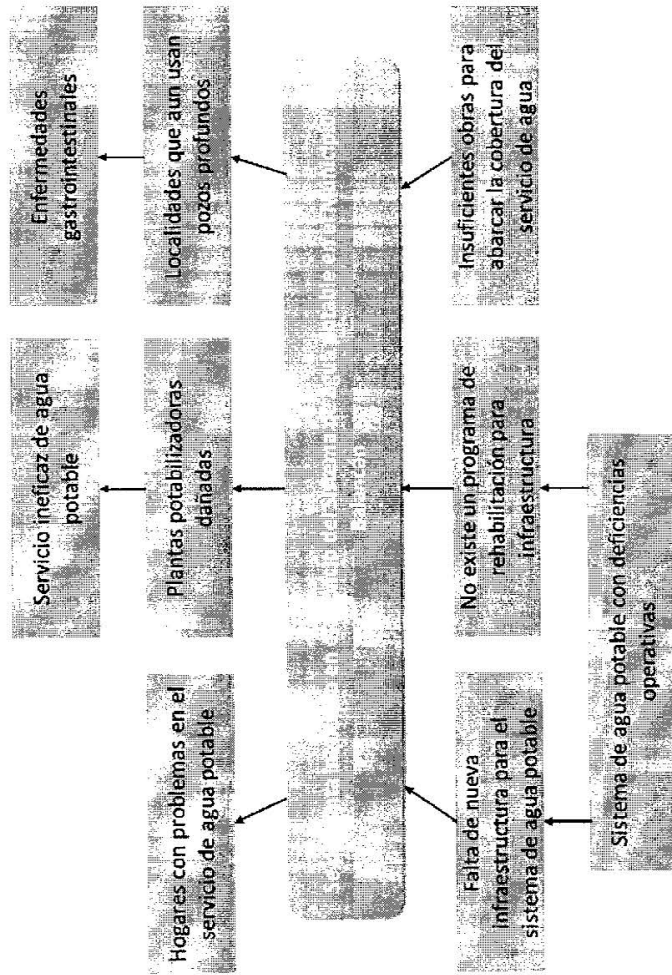 Servicio ineficaz de agua
potable
Enfermedades
gastrointestinales
Hogares con problemas en el
servicio de agua potable
Plantas potabilizadoras
dañadas
Localidades que aun usan
pozos profundos
Falta de nueva
infraestructura para el
sistema de agua potable
No existe un programa de
rehabilitación para
infraestructura
Insuficientes obras para
abarcar la cobertura del
servicio de agua
Sistema de agua potable con deficiencias
operativas